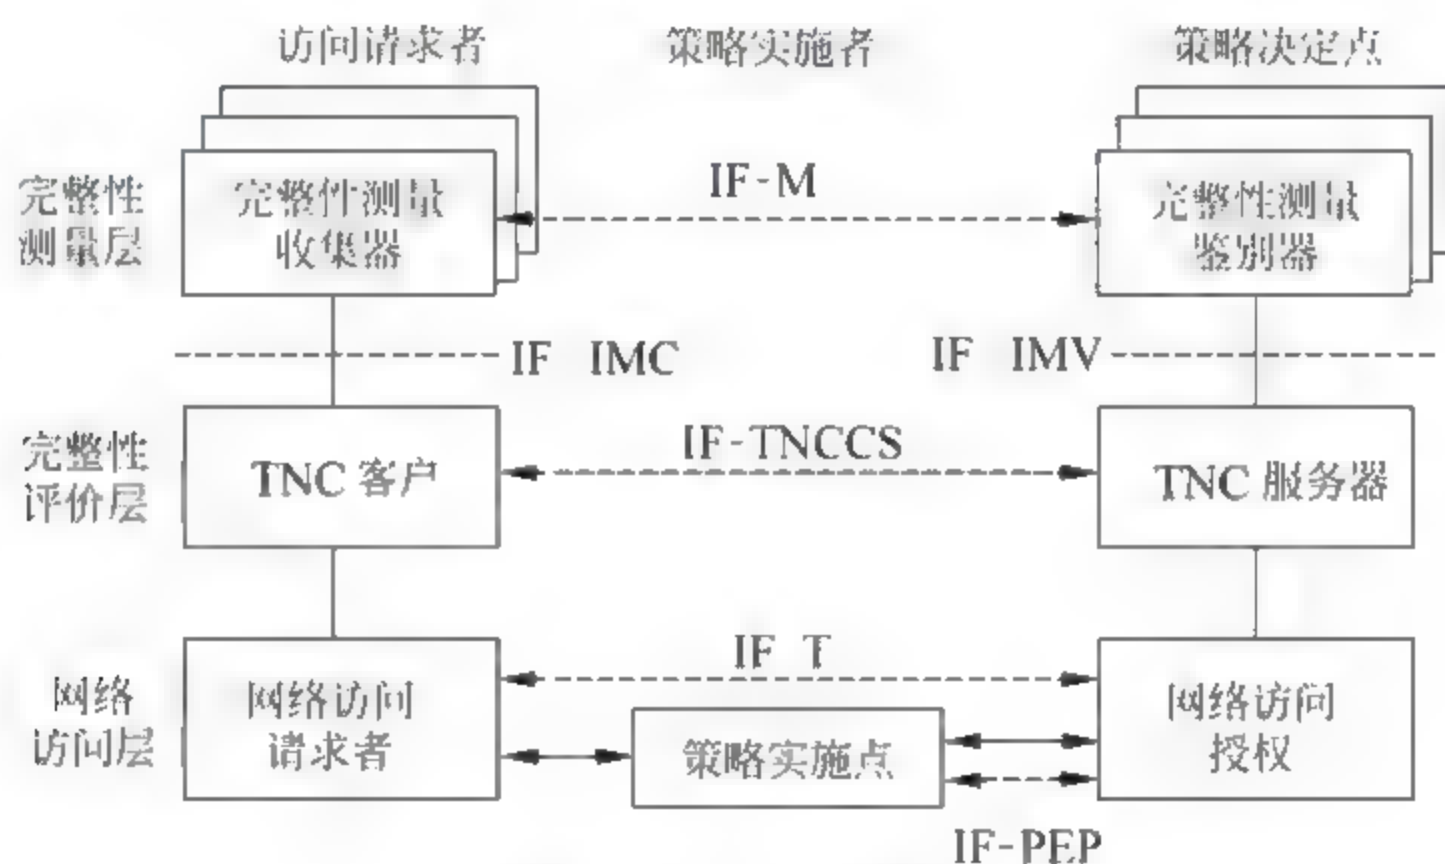 访问请求者 策略实施者 策略决定点
完整性
测量层
完整件测量
收集器
IF-M
完整性测量
鉴别器
IF IMC
IF IMV
完整性
评价层
TNC 客户
IF-TNCCS
TNC 服务器
网络
访问层
网络访问
请求者
IF T
策略实施点
网络访问
授权
IF-PEP